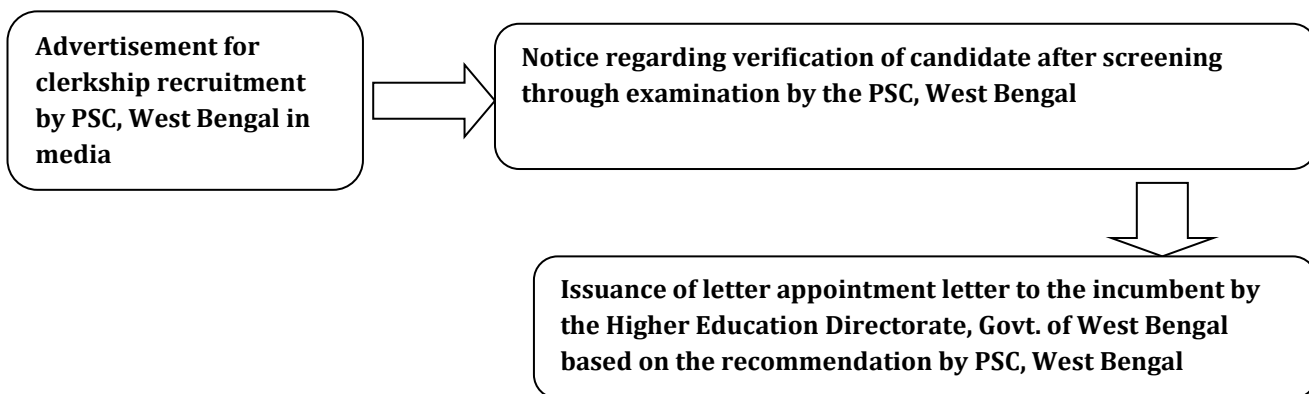 Advertisement for
clerkship recruitment
by PSC, West Bengal in
media
Notice regarding verification of candidate after screening
through examination by the PSC, West Bengal
Issuance of letter appointment letter to the incumbent by
the Higher Education Directorate, Govt. of West Bengal
based on the recommendation by PSC, West Bengal